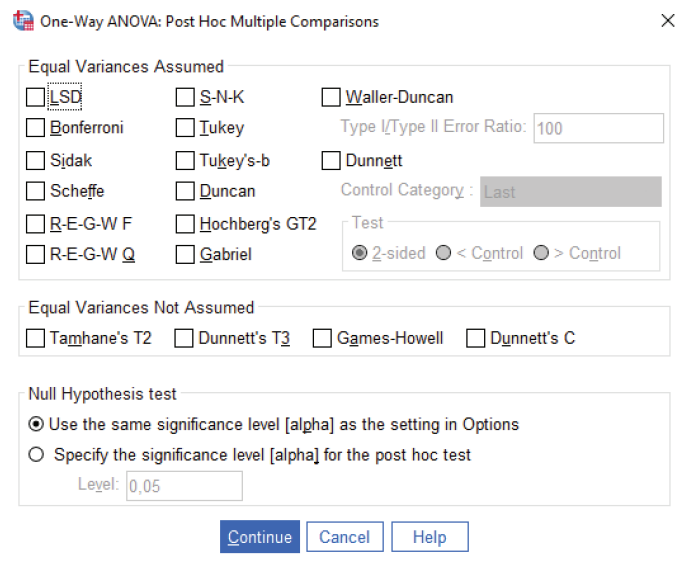 One-Way ANOVA: Post Hoc Multiple Comparisons
Equal Variances Assumed
LSD S-N-K Waller-Duncan
Bonferroni Tukey Type I/Type II Error Ratio: 100
Sidak Tukey's-b Dunnett
Scheffe Duncan Control Category : Last
R-E-G-W F Hochberg's GT2 Test
R-E-G-W Q Gabriel 2-sided < Control > Control
Equal Variances Not Assumed
Tamhane's T2 Dunnett's T3 Games-Howell Dunnett's C
Null Hypothesis test
Use the same significance level [alpha] as the setting in Options
Specify the significance level [alpha] for the post hoc test
Level: 0,05
Continue Cancel Help